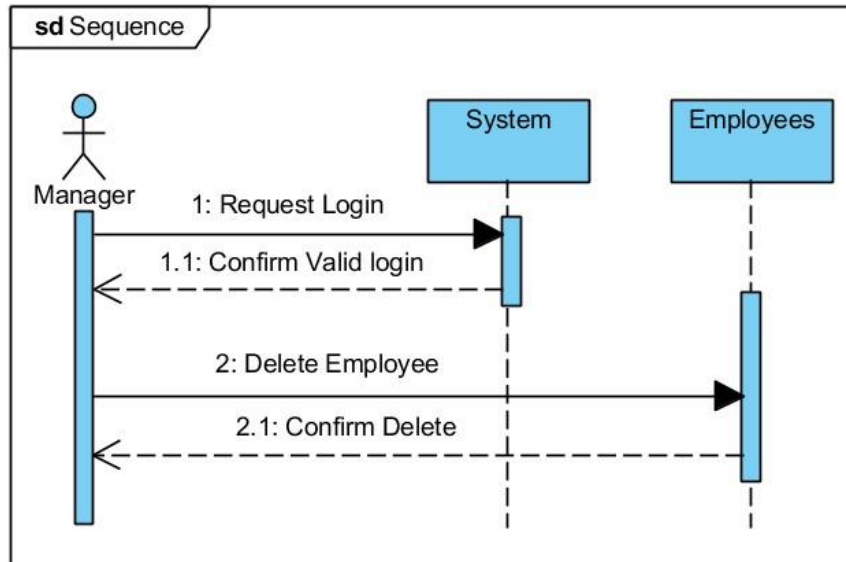 sd Sequence
System
Employees
Manager
1: Request Login
1.1: Confirm Valid login
2: Delete Employee
2.1: Confirm Delete